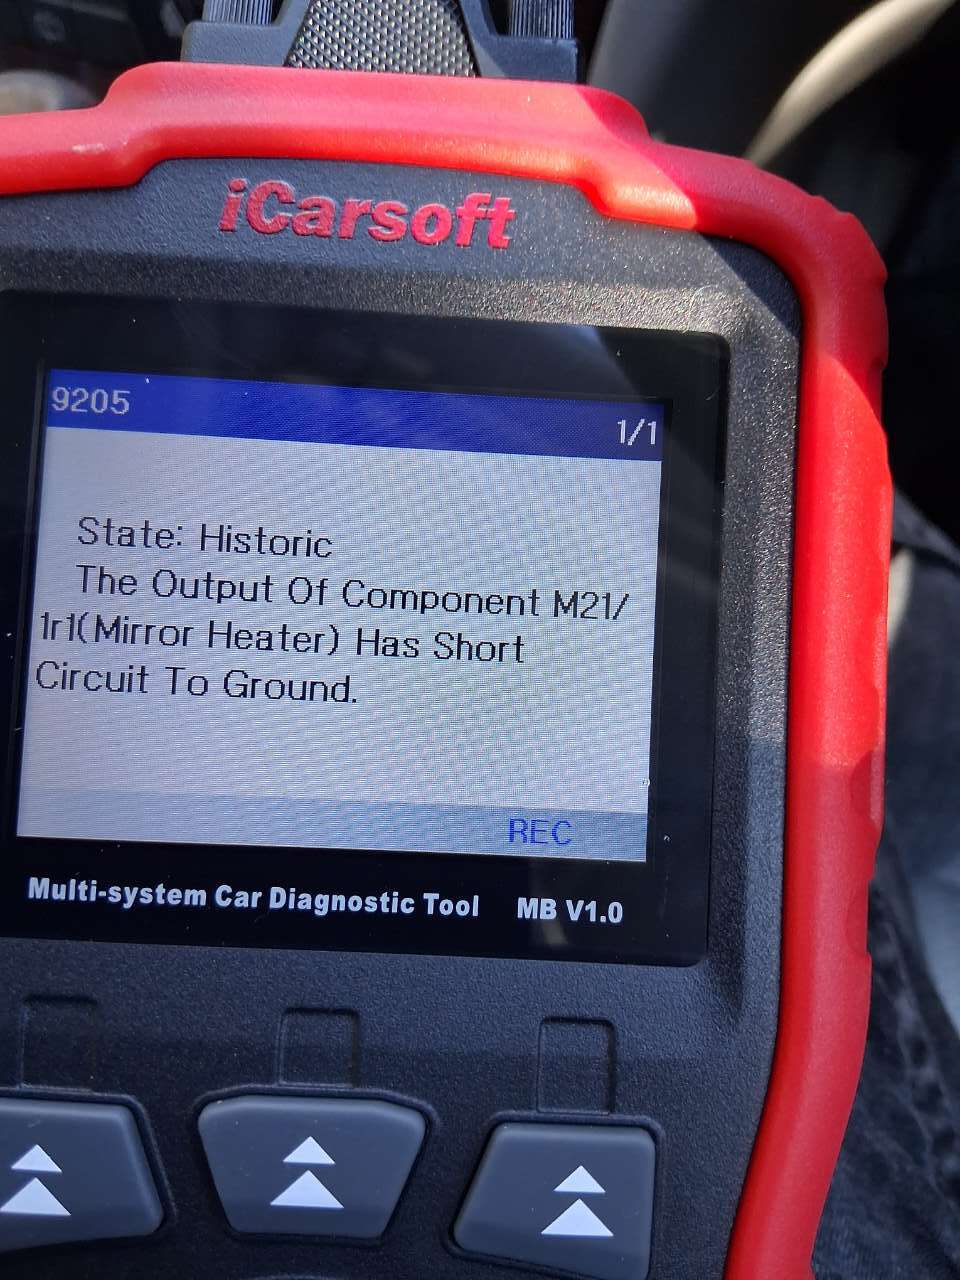 iCarsoft
9205
1/1
State: Historic
The Output Of Component M21/
1r1(Mirror Heater) Has Short
Circuit To Ground.
REC
Multi-system Car Diagnostic Tool MB V1.0